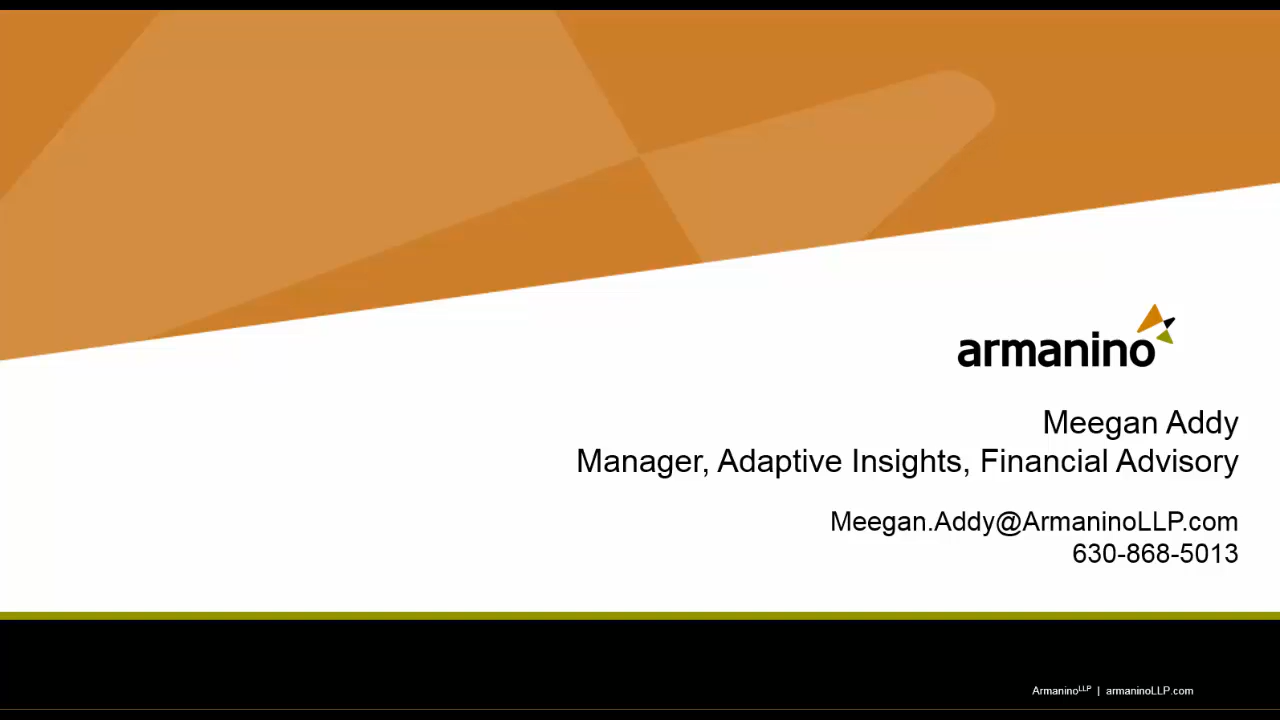 armanino
Meegan Addy
Manager, Adaptive Insights, Financial Advisory
Meegan.Addy@ArmaninoLLP.com
630-868-5013
ArmaninoLLP | armaninoLLP.com